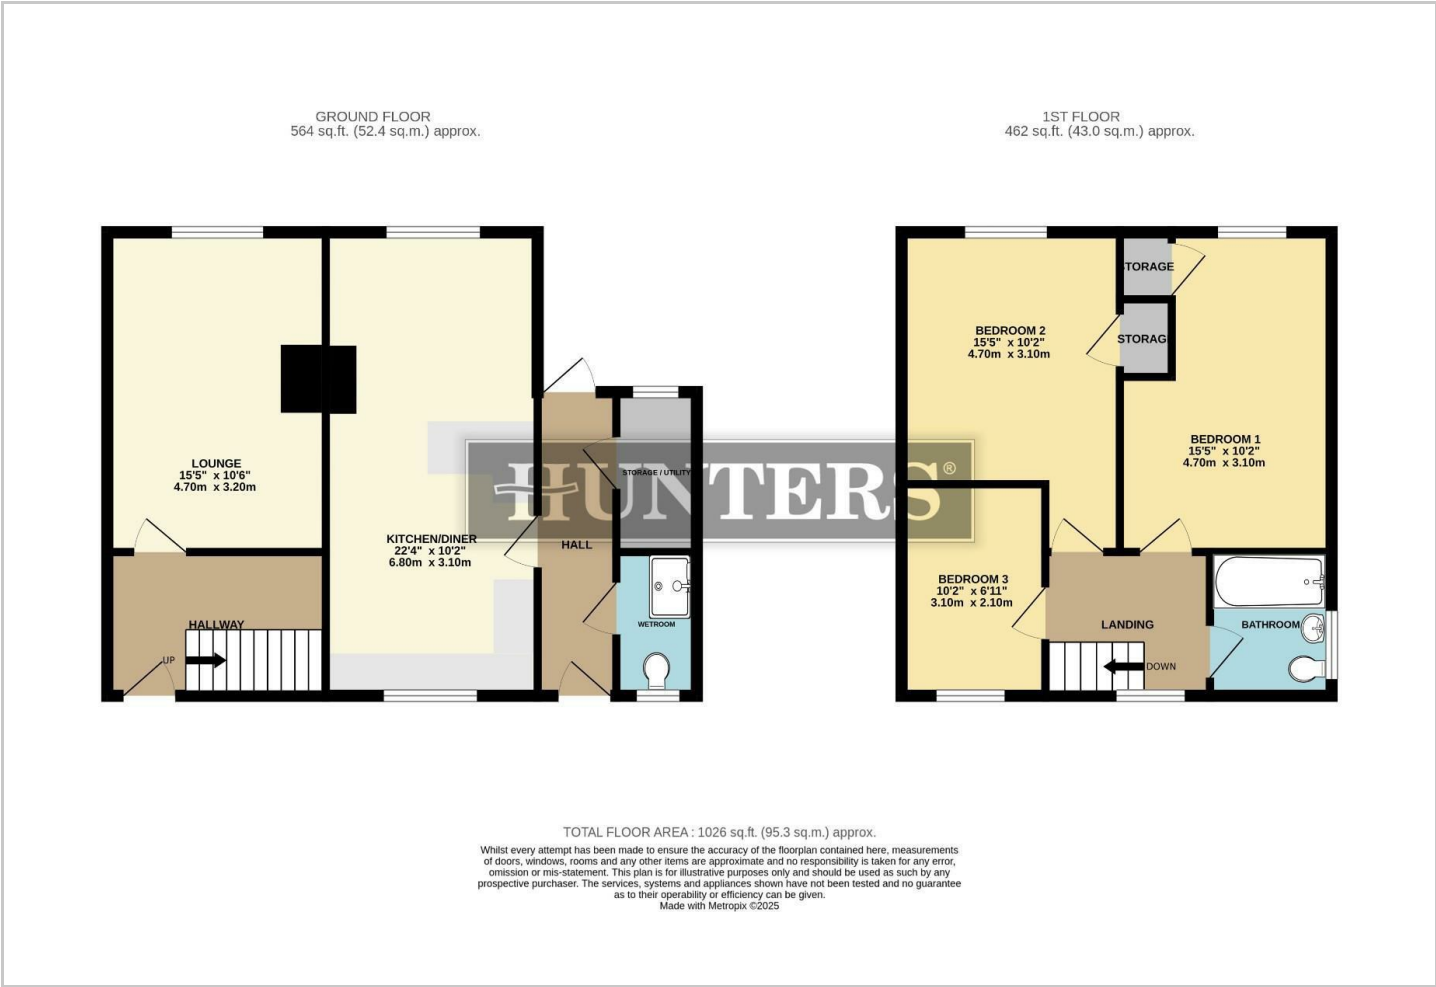 GROUND FLOOR
564 sq.ft. (52.4 sq.m.) approx.
1ST FLOOR
462 sq.ft. (43.0 sq.m.) approx.
LOUNGE
15'5" x 10'6"
4.70m x 3.20m
KITCHEN/DINER
22'4" x 10'2"
6.80m x 3.10m
HALLWAY
UP
HALL
STORAGE / UTILITY
WETROOM
HUNTERS®
BEDROOM 2
15'5" x 10'2"
4.70m x 3.10m
STORAGE
STORAG
BEDROOM 1
15'5" x 10'2"
4.70m x 3.10m
BEDROOM 3
10'2" x 6'11"
3.10m x 2.10m
LANDING
DOWN
BATHROOM
TOTAL FLOOR AREA : 1026 sq.ft. (95.3 sq.m.) approx.
Whilst every attempt has been made to ensure the accuracy of the floorplan contained here, measurements
of doors, windows, rooms and any other items are approximate and no responsibility is taken for any error,
omission or mis-statement. This plan is for illustrative purposes only and should be used as such by any
prospective purchaser. The services, systems and appliances shown have not been tested and no guarantee
as to their operability or efficiency can be given.
Made with Metropix ©2025